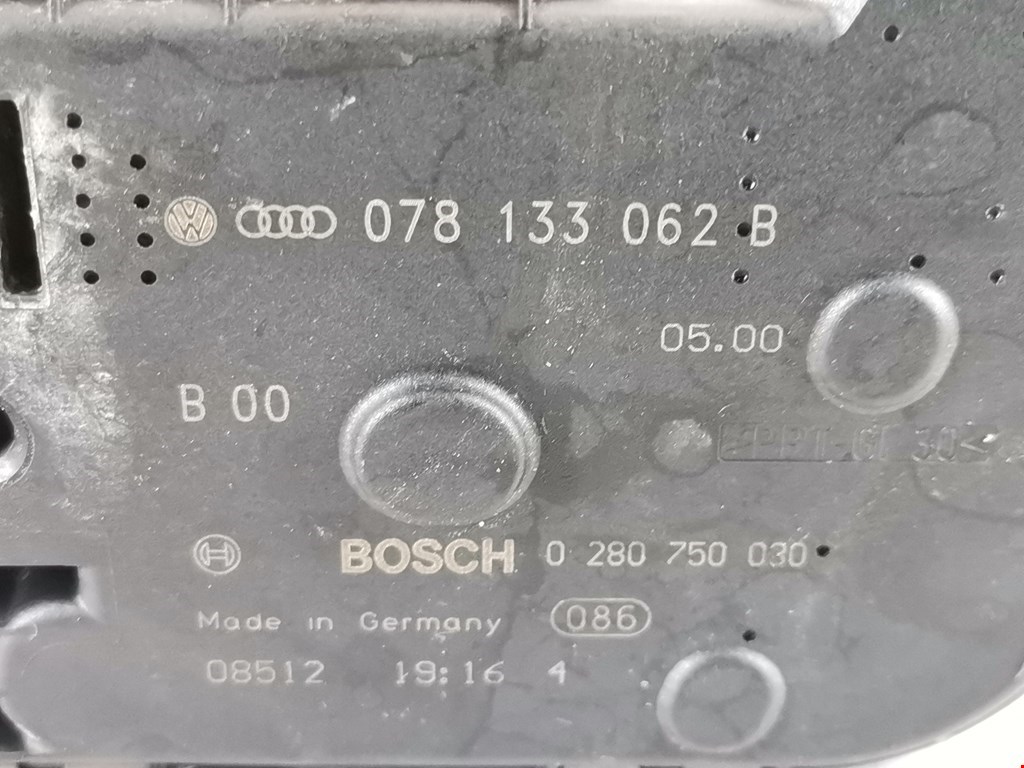 078 133 062 B
05.00
B 00
BOSCH 0 280 750 030
Made in Germany 086
08512 19:16 4